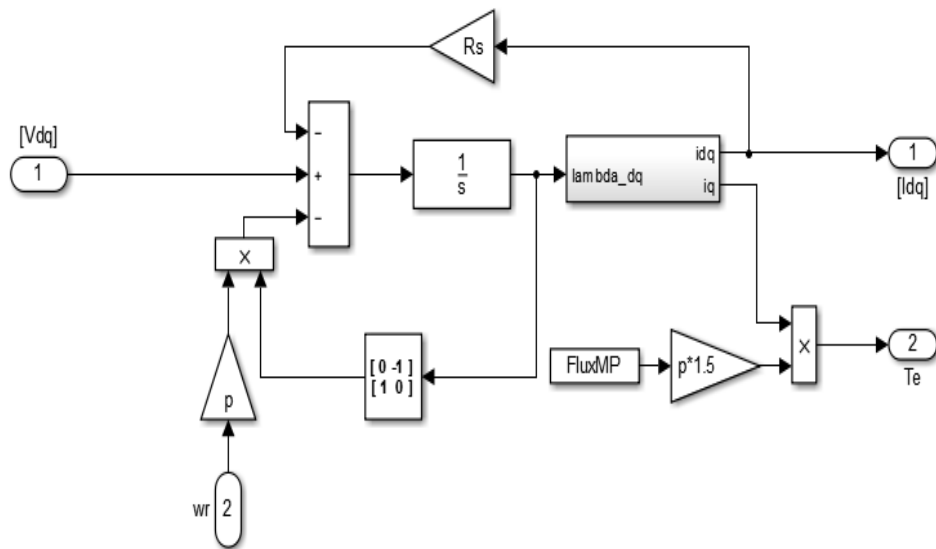 Rs
[Vdq]
1
−
+
−
1
s
lambda_dq
idq
iq
1
[Idq]
X
[ 0 -1 ]
[ 1 0 ]
FluxMP
p*1.5
X
2
Te
p
wr
2